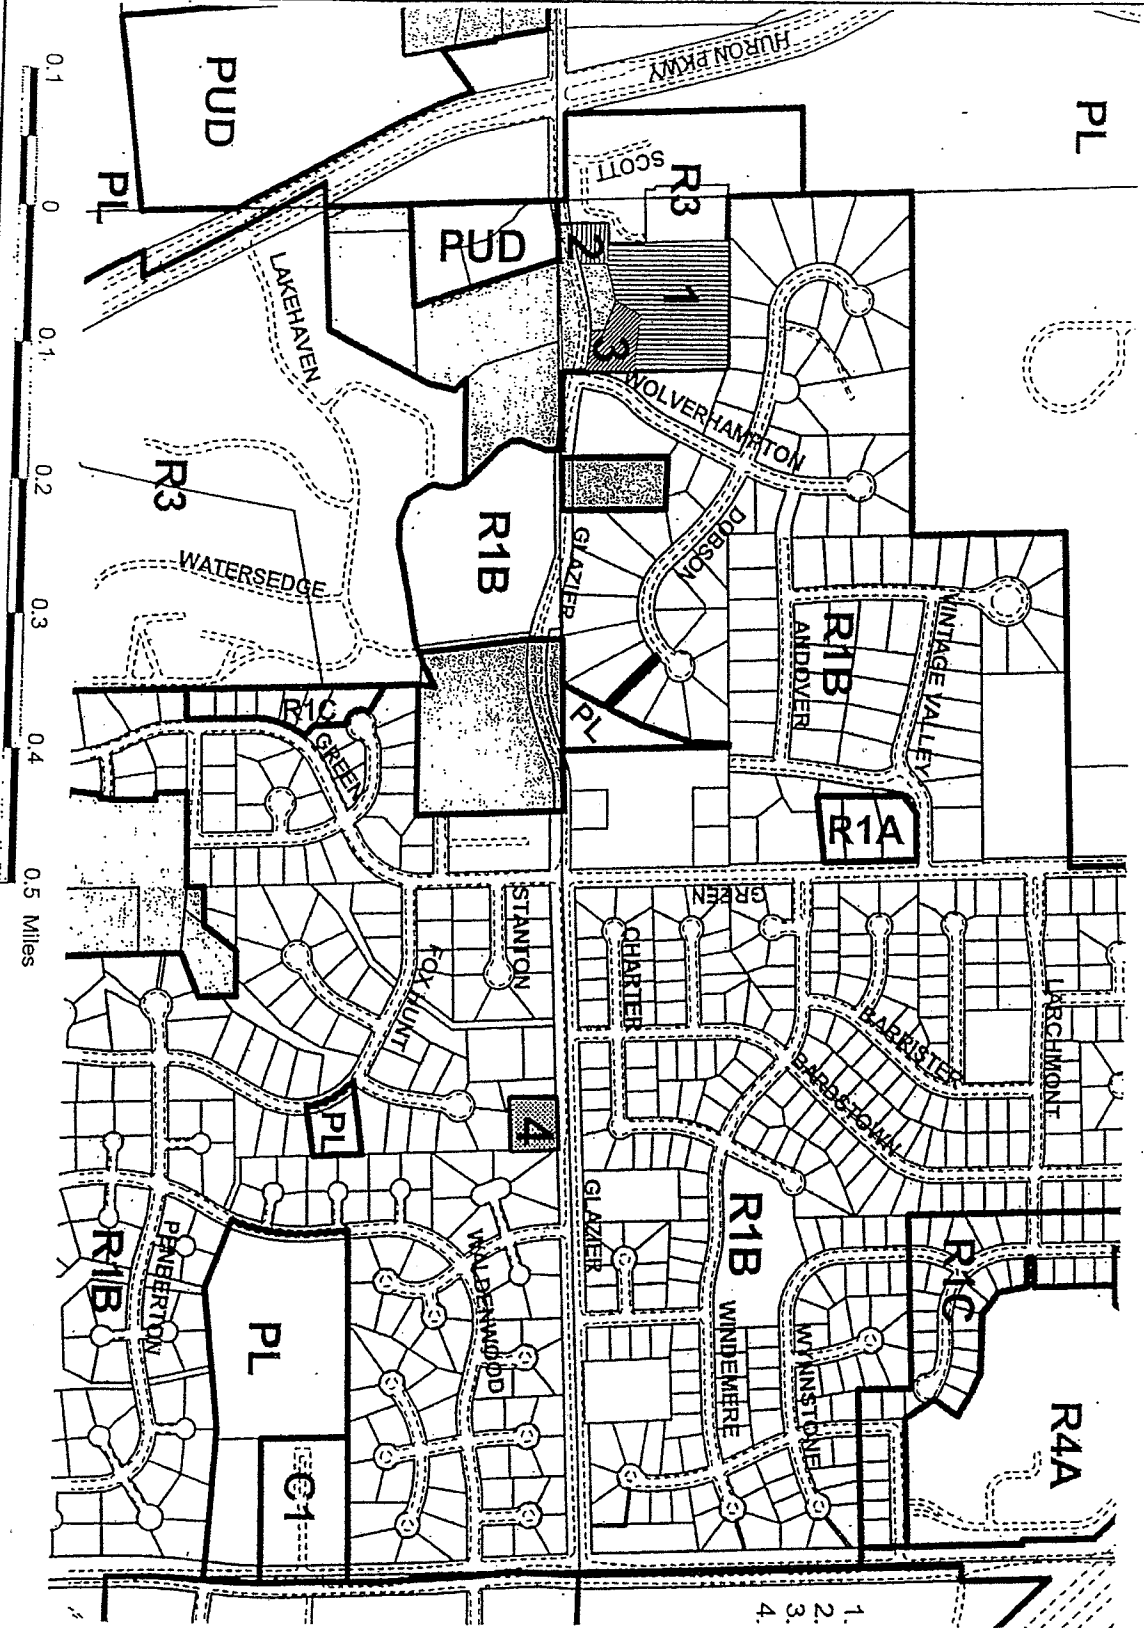 HURON PKWY
PL
PUD
PL
SCOTT
R3
PUD
2
1
3
LAKEHAVEN
WOLVERHAMPTON
R3
R1B
GLAZIER
DOBSON
WATERSEDGE
R1B
ANDOVER
VINTAGE VALLEY
R1C
GREEN
PL
R1A
GREEN
STANTON
FOX HUNT
CHARTER
BARRISTER
BARDSTOWN
LARCHMONT
4
PL
GLAZIER
R1B
R1C
R1B
PENBERTON
PL
WALDENWOOD
WINDEMERE
WYNNSTONE
R4A
C1
0.1 0 0.1 0.2 0.3 0.4 0.5 Miles
1.
2.
3.
4.